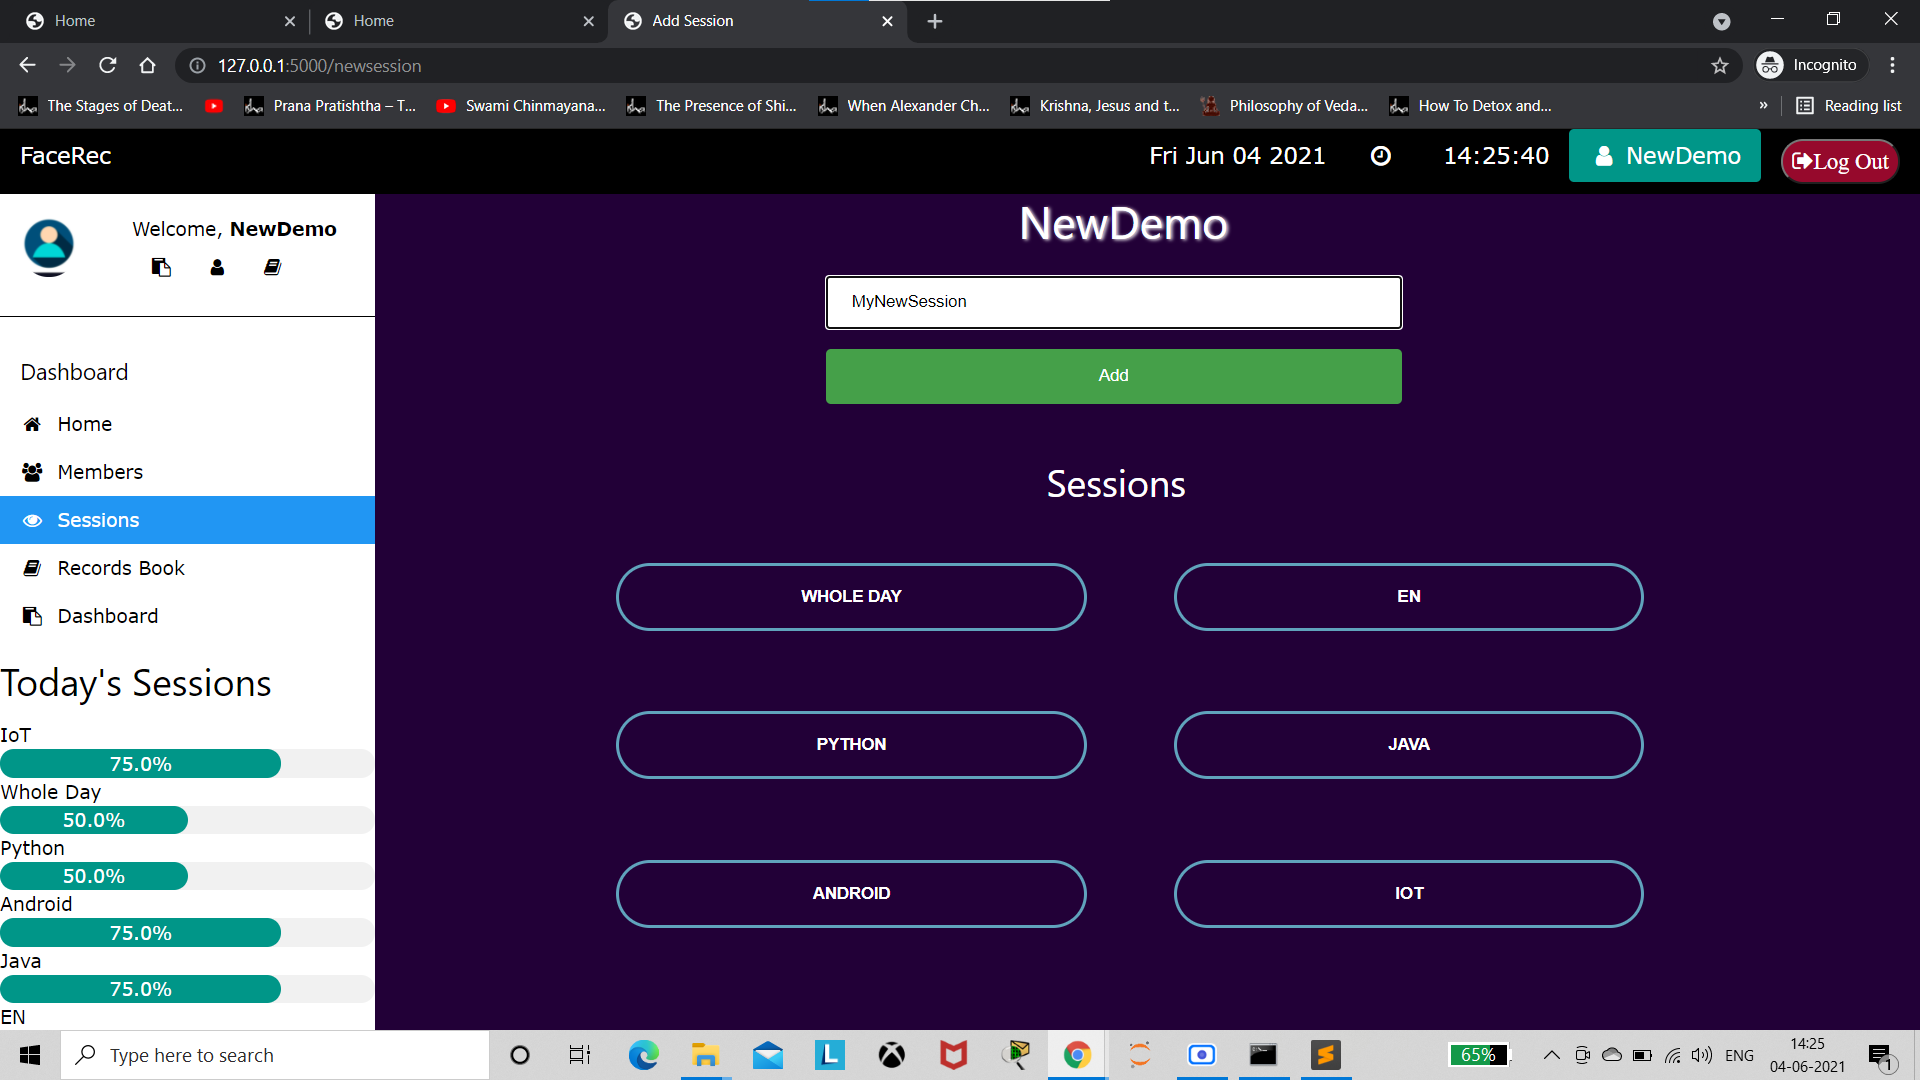 Home
Home
Add Session
127.0.0.1:5000/newsession
Incognito
The Stages of Deat...
Prana Pratishtha – T...
Swami Chinmayana...
The Presence of Shi...
When Alexander Ch...
Krishna, Jesus and t...
Philosophy of Veda...
How To Detox and...
»
Reading list
FaceRec
Fri Jun 04 2021
14:25:40
NewDemo
Log Out
Welcome, NewDemo
Dashboard
Home
Members
Sessions
Records Book
Dashboard
Today's Sessions
IoT
75.0%
Whole Day
50.0%
Python
50.0%
Android
75.0%
Java
75.0%
EN
NewDemo
MyNewSession
Add
Sessions
WHOLE DAY
EN
PYTHON
JAVA
ANDROID
IOT
Type here to search
L
65%
ENG
14:25
04-06-2021
1